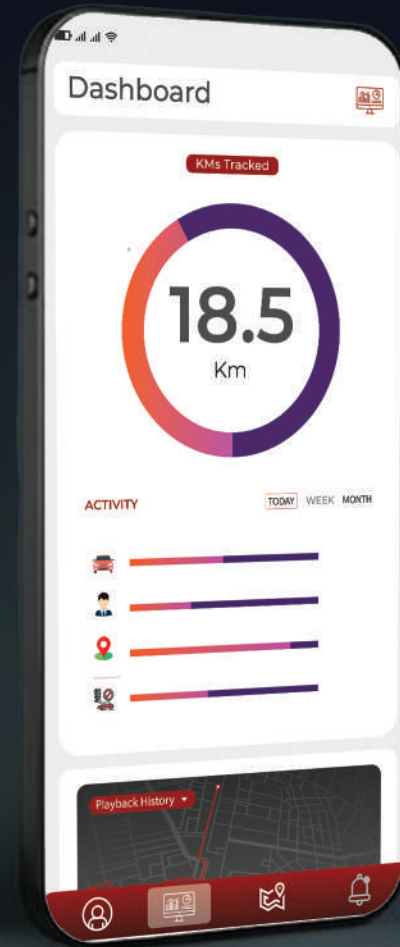 Dashboard
KMs Tracked
18.5
Km
ACTIVITY
TODAY WEEK MONTH
Playback History